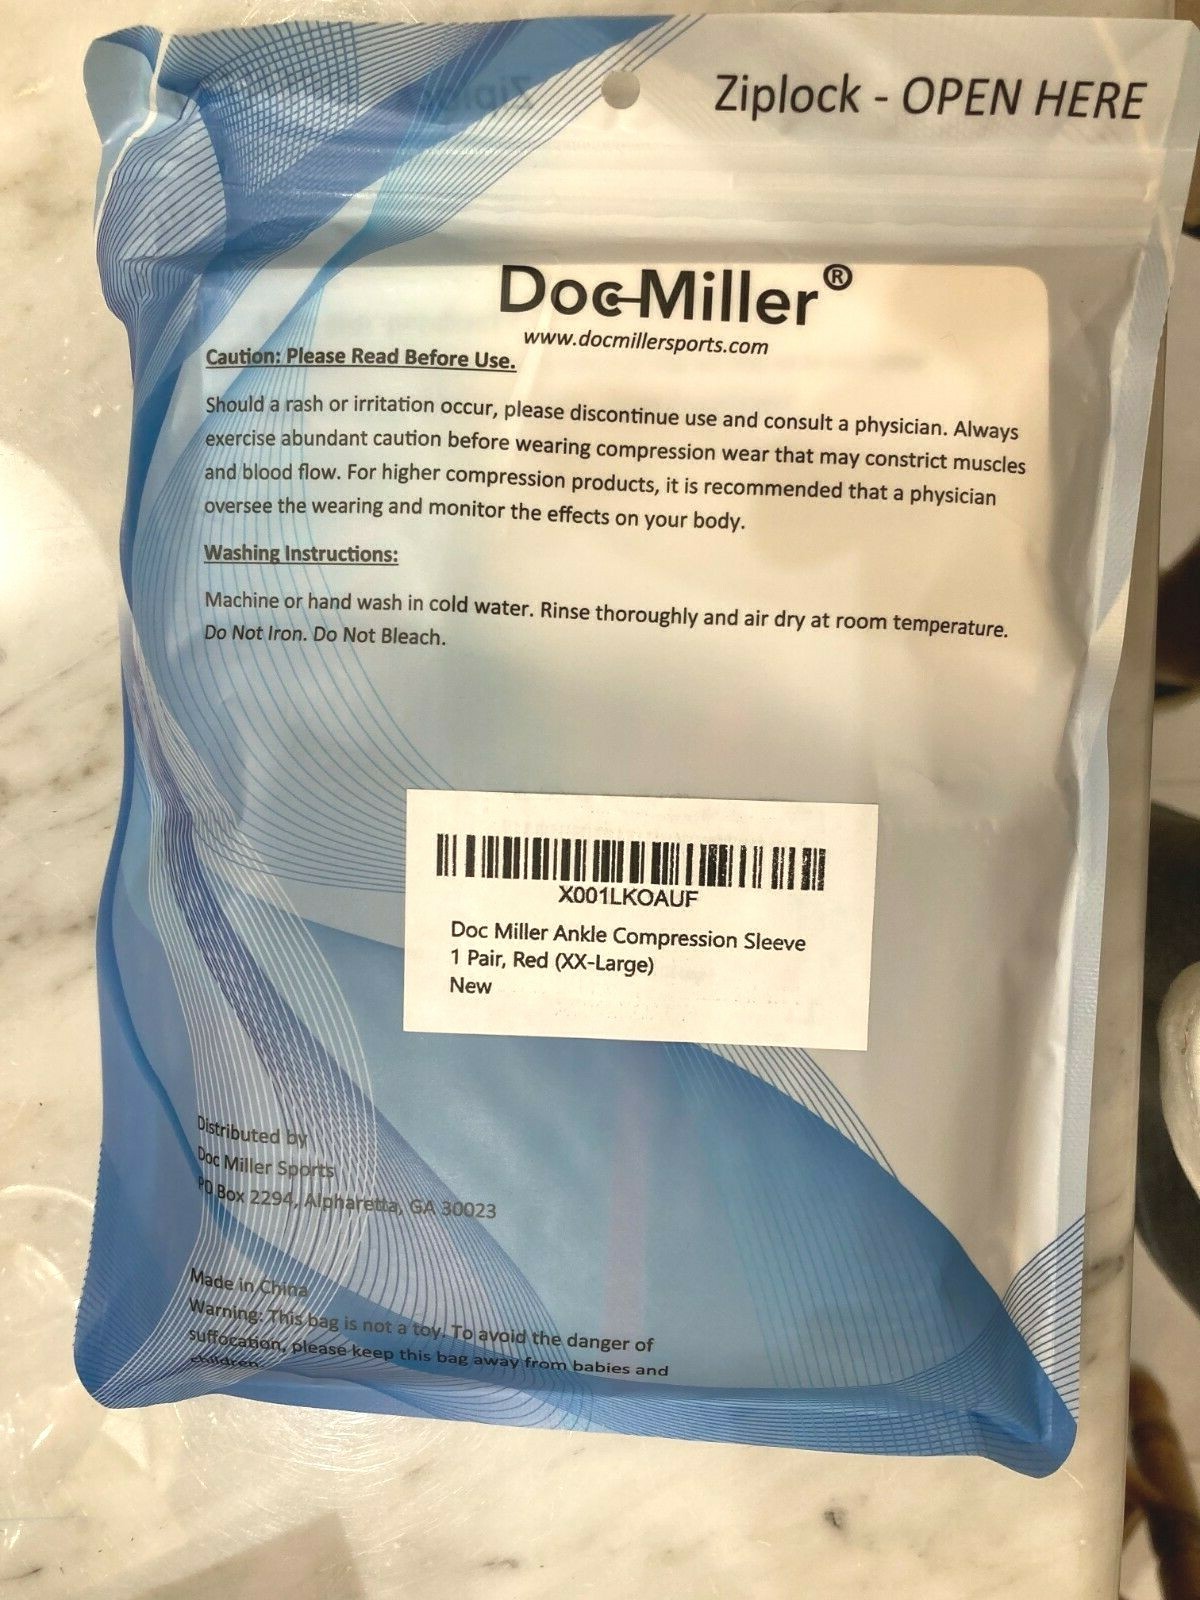 Ziplock - OPEN HERE
Doc Miller®
www.docmillersports.com
Caution: Please Read Before Use.
Should a rash or irritation occur, please discontinue use and consult a physician. Always
exercise abundant caution before wearing compression wear that may constrict muscles
and blood flow. For higher compression products, it is recommended that a physician
oversee the wearing and monitor the effects on your body.
Washing Instructions:
Machine or hand wash in cold water. Rinse thoroughly and air dry at room temperature.
Do Not Iron. Do Not Bleach.
X001LKOAUF
Doc Miller Ankle Compression Sleeve
1 Pair, Red (XX-Large)
New
Distributed by
Doc Miller Sports
PO Box 2294, Alpharetta, GA 30023
Made in China
Warning: This bag is not a toy. To avoid the danger of
suffocation, please keep this bag away from babies and
children.